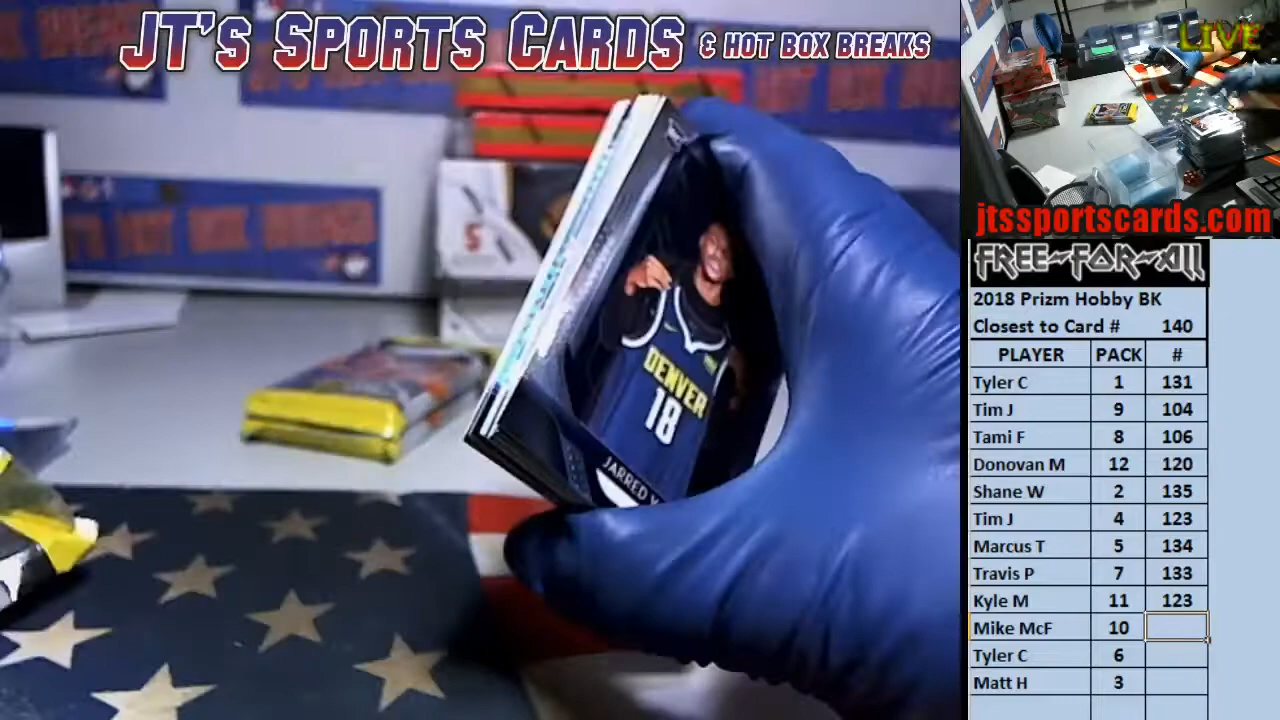 JT's Sports Cards & Hot Box Breaks
LIVE
jtssportscards.com
FREE-FOR-ALL
2018 Prizm Hobby BK
Closest to Card # 140
PLAYER PACK #
Tyler C 1 131
Tim J 9 104
Tami F 8 106
Donovan M 12 120
Shane W 2 135
Tim J 4 123
Marcus T 5 134
Travis P 7 133
Kyle M 11 123
Mike McF 10
Tyler C 6
Matt H 3
DENVER
18
JARRED